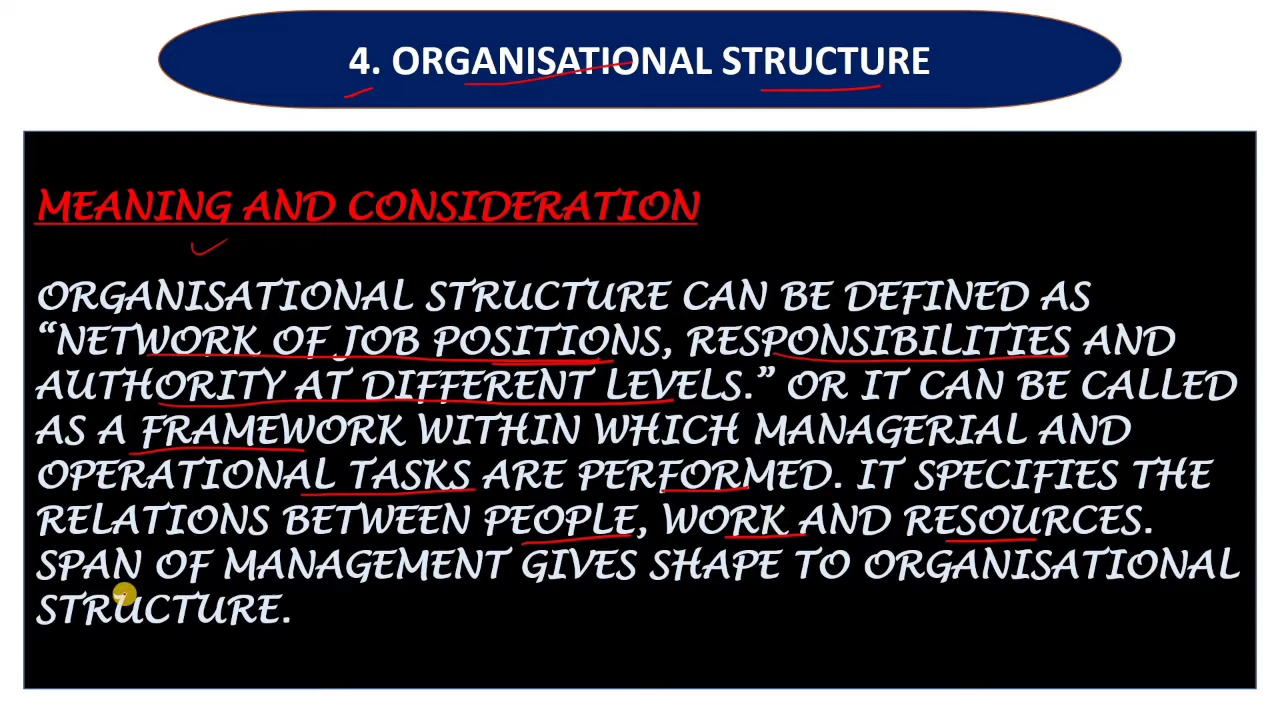 4. ORGANISATIONAL STRUCTURE
MEANING AND CONSIDERATION
ORGANISATIONAL STRUCTURE CAN BE DEFINED AS
“NETWORK OF JOB POSITIONS, RESPONSIBILITIES AND
AUTHORITY AT DIFFERENT LEVELS.” OR IT CAN BE CALLED
AS A FRAMEWORK WITHIN WHICH MANAGERIAL AND
OPERATIONAL TASKS ARE PERFORMED. IT SPECIFIES THE
RELATIONS BETWEEN PEOPLE, WORK AND RESOURCES.
SPAN OF MANAGEMENT GIVES SHAPE TO ORGANISATIONAL
STRUCTURE.